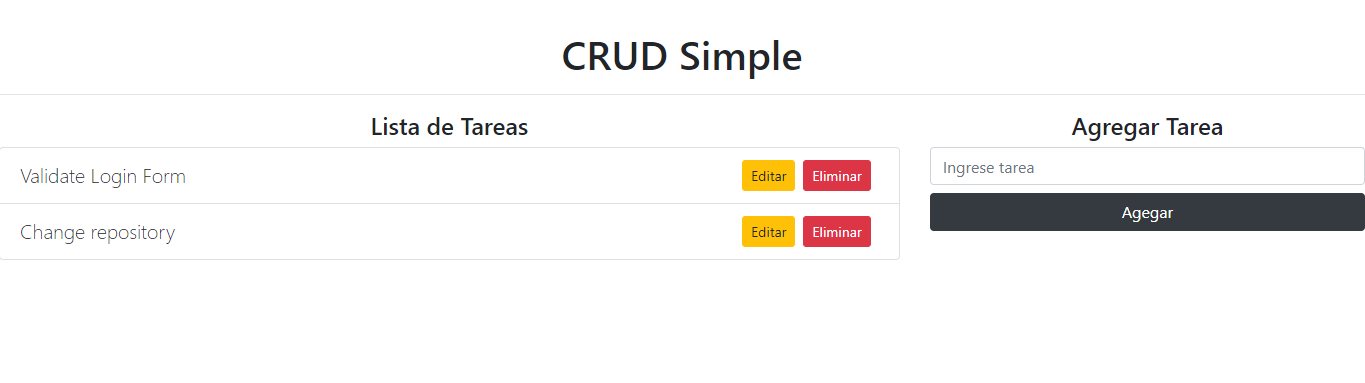 CRUD Simple
Lista de Tareas
Validate Login Form
Editar
Eliminar
Change repository
Editar
Eliminar
Agregar Tarea
Ingrese tarea
Agegar